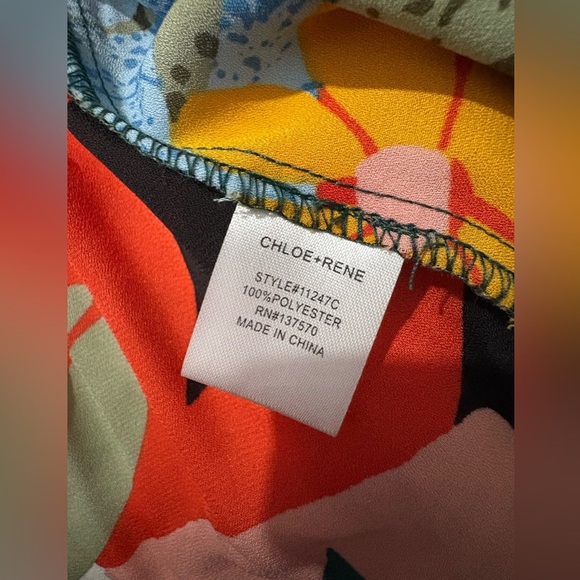 CHLOE+RENE
STYLE#11247C
100%POLYESTER
RN#137570
MADE IN CHINA